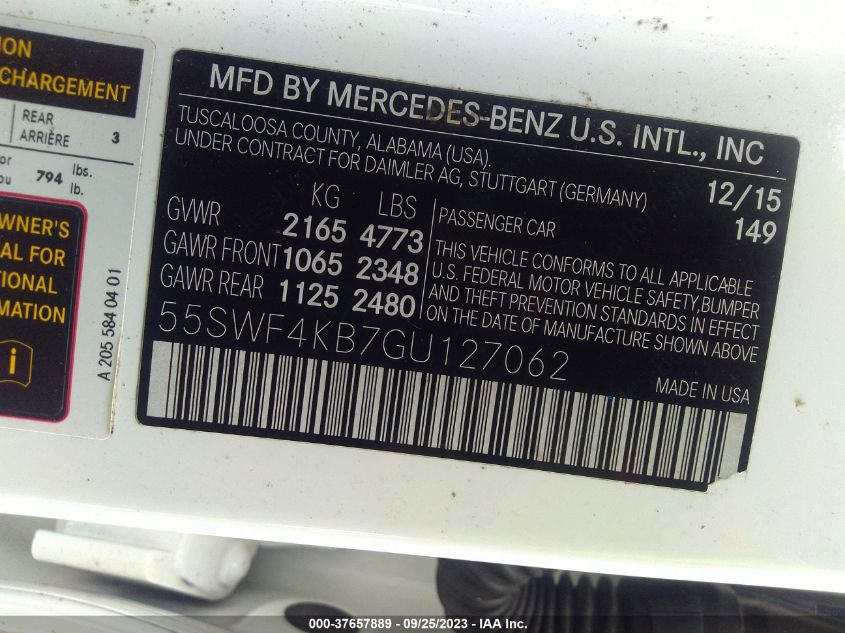 ION
CHARGEMENT
REAR
ARRIÈRE 3
or
ou 794 lbs.
lb.
WNER'S
AL FOR
TIONAL
MATION
i
A 205 584 04 01
MFD BY MERCEDES-BENZ U.S. INTL., INC
TUSCALOOSA COUNTY, ALABAMA (USA).
UNDER CONTRACT FOR DAIMLER AG, STUTTGART (GERMANY) 12/15
149
KG LBS
GVWR 2165 4773
GAWR FRONT 1065 2348
GAWR REAR 1125 2480
PASSENGER CAR
THIS VEHICLE CONFORMS TO ALL APPLICABLE
U.S. FEDERAL MOTOR VEHICLE SAFETY, BUMPER
AND THEFT PREVENTION STANDARDS IN EFFECT
ON THE DATE OF MANUFACTURE SHOWN ABOVE
55SWF4KB7GU127062
MADE IN USA
000-37657889 - 09/25/2023 - IAA Inc.